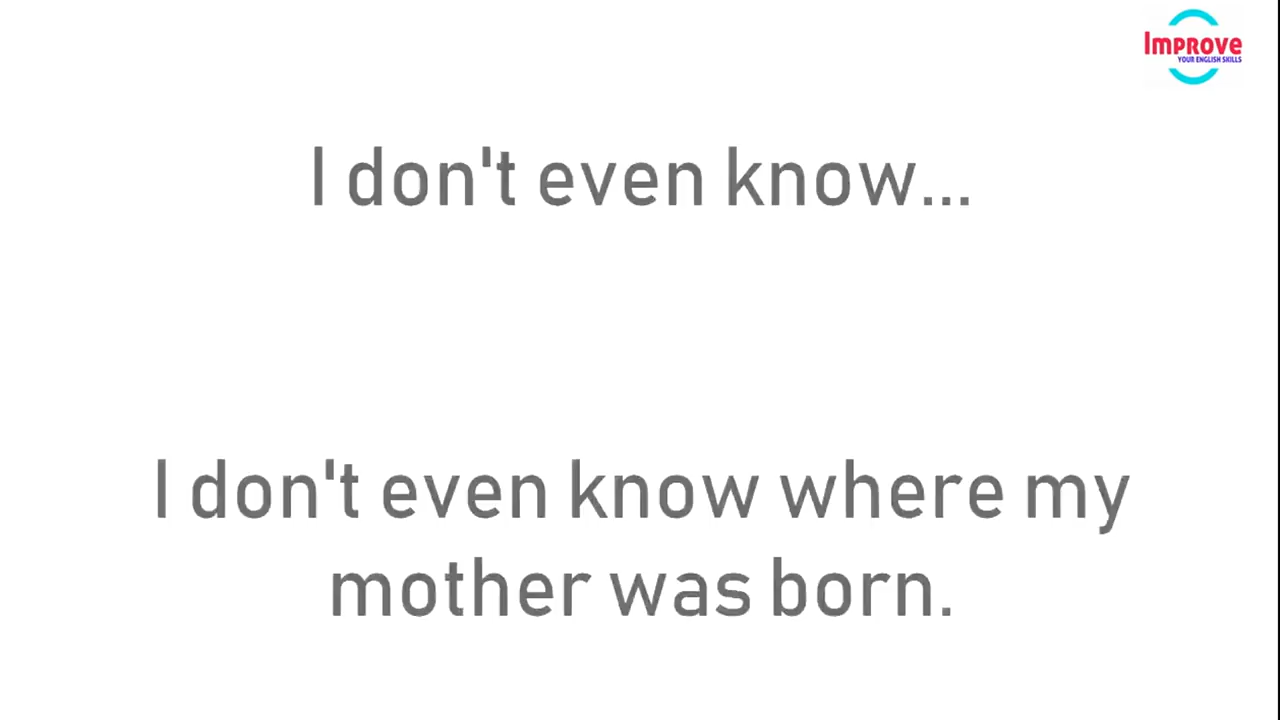 Improve
YOUR ENGLISH SKILLS
I don't even know...
I don't even know where my
mother was born.